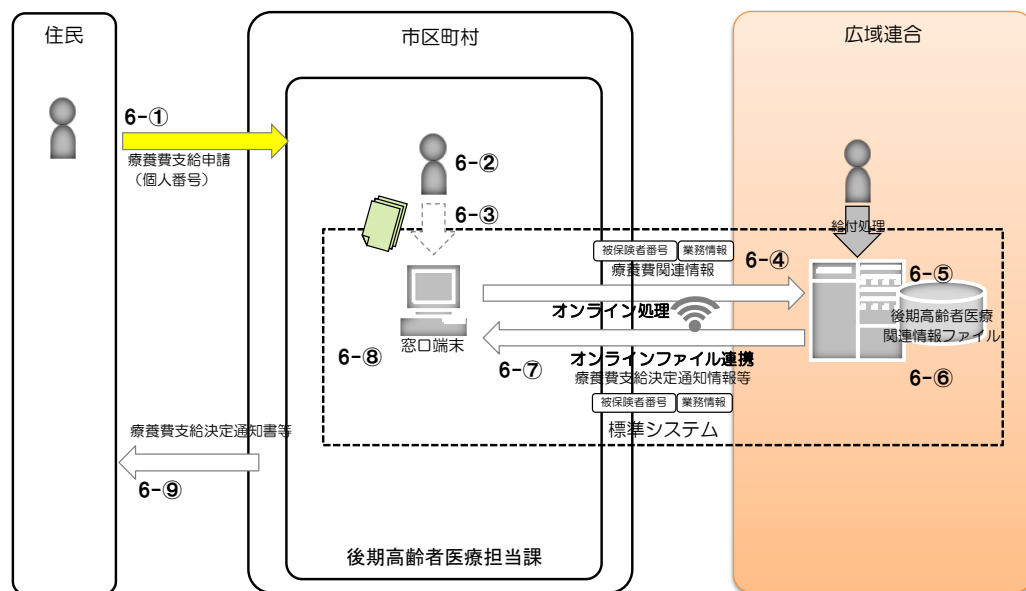 住民
市区町村
広域連合
6-①
療養費支給申請
（個人番号）
6-②
6-③
給付処理
被保険者番号 業務情報
療養費関連情報
6-④
6-⑤
オンライン処理
後期高齢者医療
関連情報ファイル
窓口端末
6-⑧
6-⑦
オンラインファイル連携
療養費支給決定通知情報等
6-⑥
被保険者番号 業務情報
標準システム
療養費支給決定通知書等
6-⑨
後期高齢者医療担当課